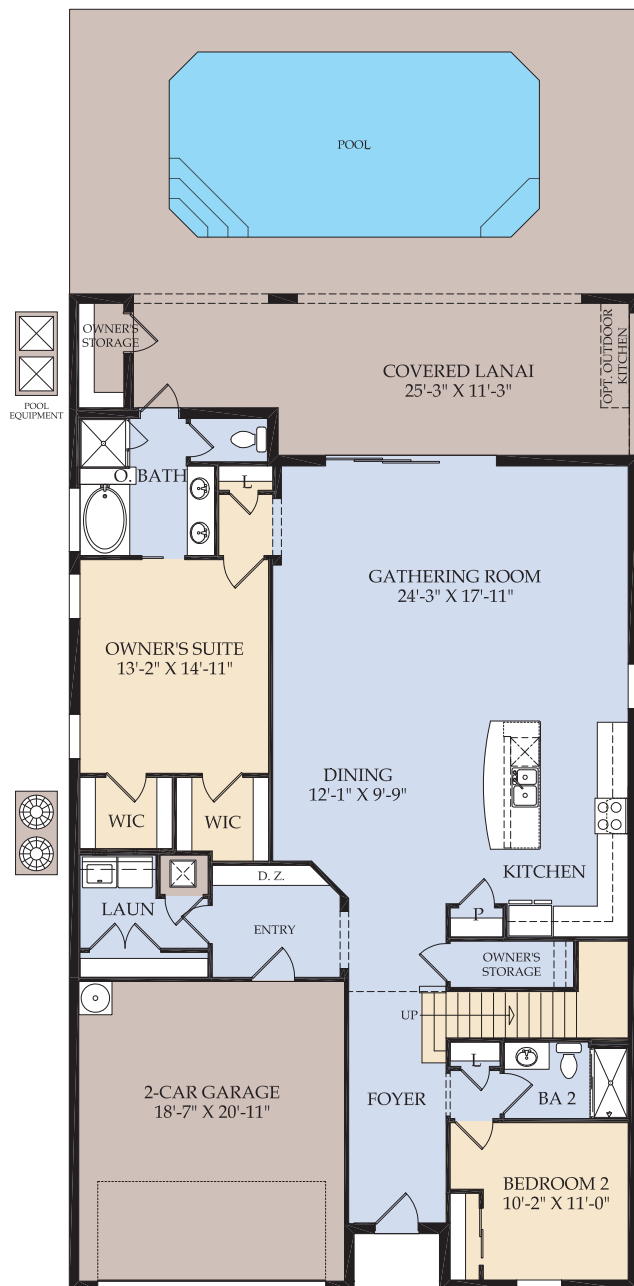 POOL
OWNER'S
STORAGE
OPT. OUTDOOR
KITCHEN
COVERED LANAI
25'-3" X 11'-3"
POOL
EQUIPMENT
O. BATH
L
GATHERING ROOM
24'-3" X 17'-11"
OWNER'S SUITE
13'-2" X 14'-11"
DINING
12'-1" X 9'-9"
WIC
WIC
KITCHEN
D. Z.
LAUN
P
ENTRY
OWNER'S
STORAGE
UP
L
2-CAR GARAGE
18'-7" X 20'-11"
FOYER
BA 2
BEDROOM 2
10'-2" X 11'-0"